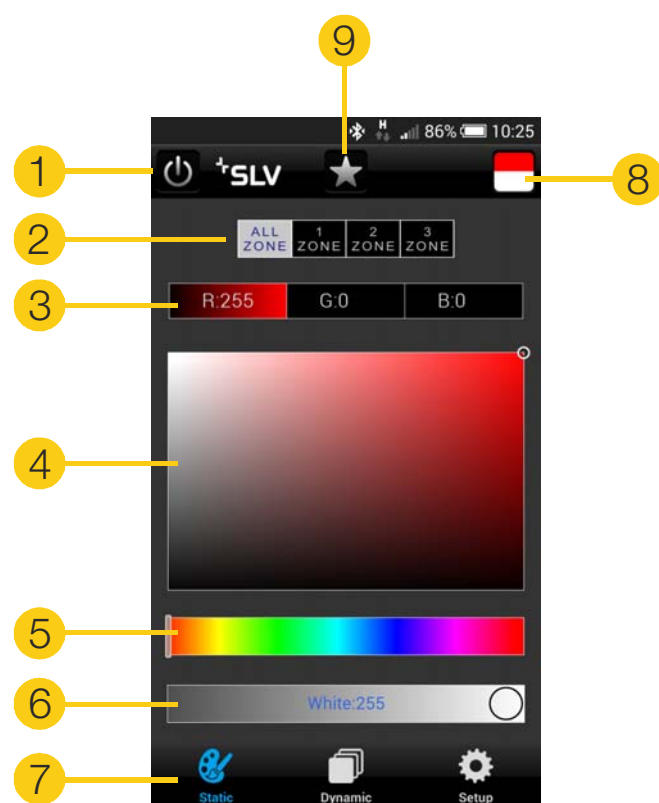 9
86% 10:25
1 SLV 8
2 ALL ZONE 1 ZONE 2 ZONE 3 ZONE
3 R:255 G:0 B:0
4
5
6 White:255
7 Static Dynamic Setup